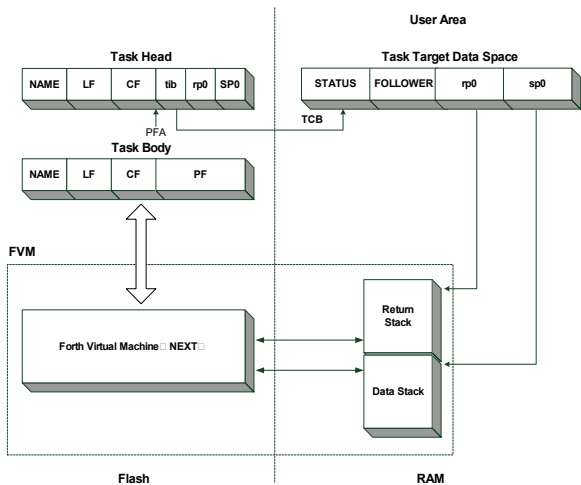 User Area
Task Head
Task Target Data Space
NAME LF CF tib rp0 SP0
STATUS FOLLOWER rp0 sp0
PFA
TCB
Task Body
NAME LF CF PF
FVM
Forth Virtual Machine□ NEXT□
Return
Stack
Data Stack
Flash
RAM